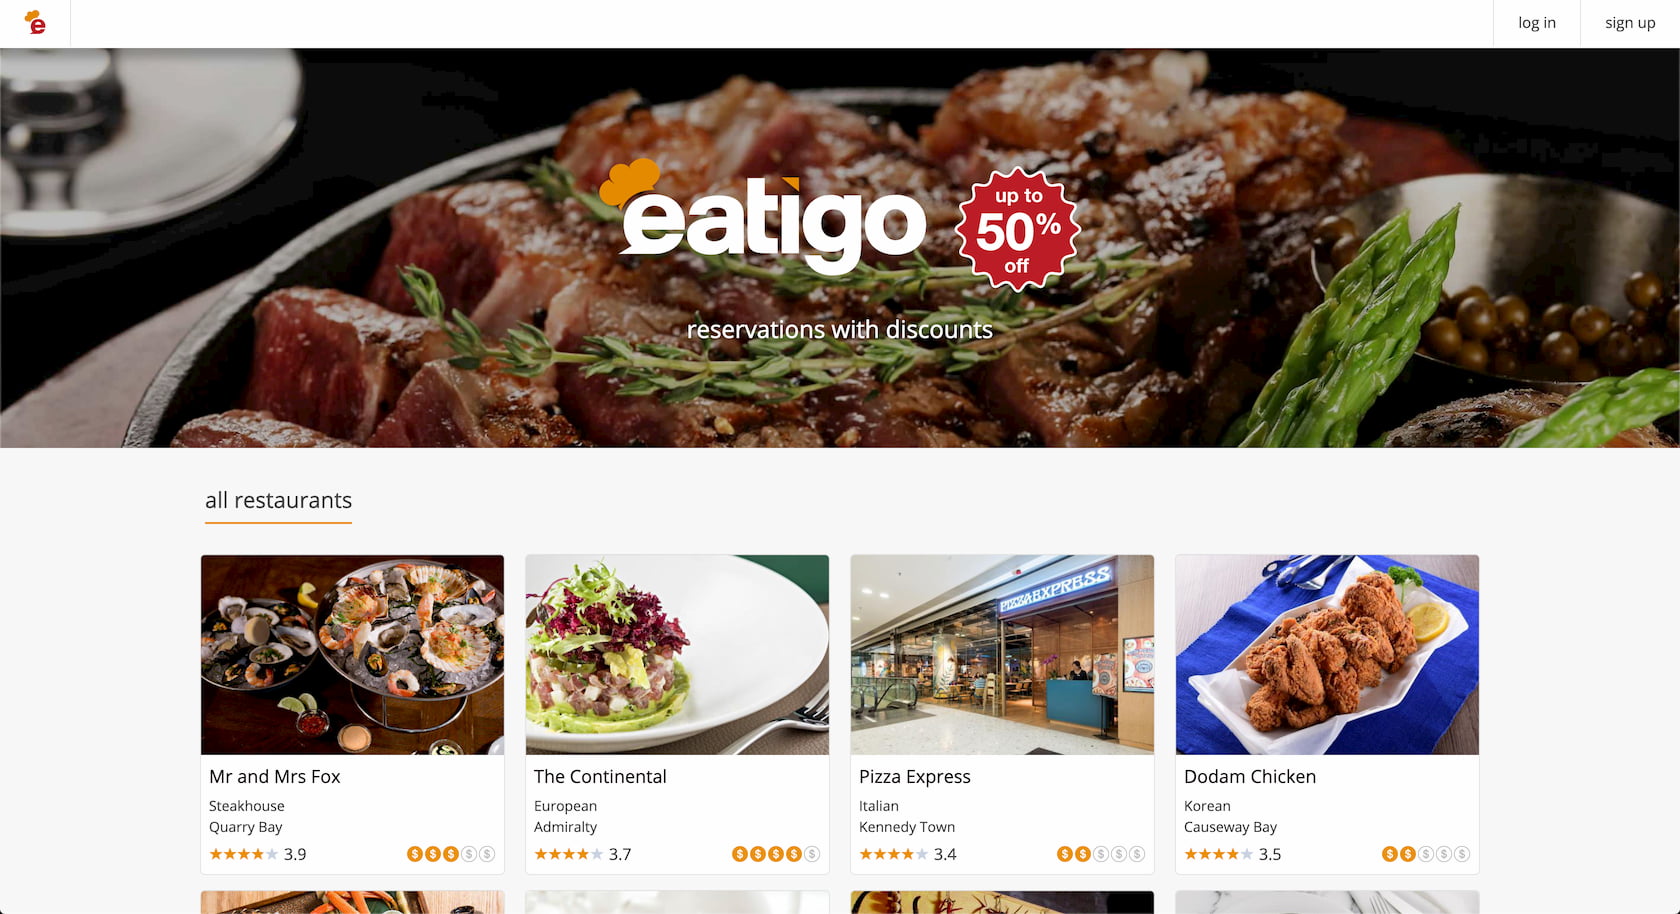 e
log in
sign up
eatigo
up to
50%
off
reservations with discounts
all restaurants
PIZZAEXPRESS
Mr and Mrs Fox
Steakhouse
Quarry Bay
3.9
$ $ $ $ $
The Continental
European
Admiralty
3.7
$ $ $ $ $
Pizza Express
Italian
Kennedy Town
3.4
$ $ $ $ $
Dodam Chicken
Korean
Causeway Bay
3.5
$ $ $ $ $